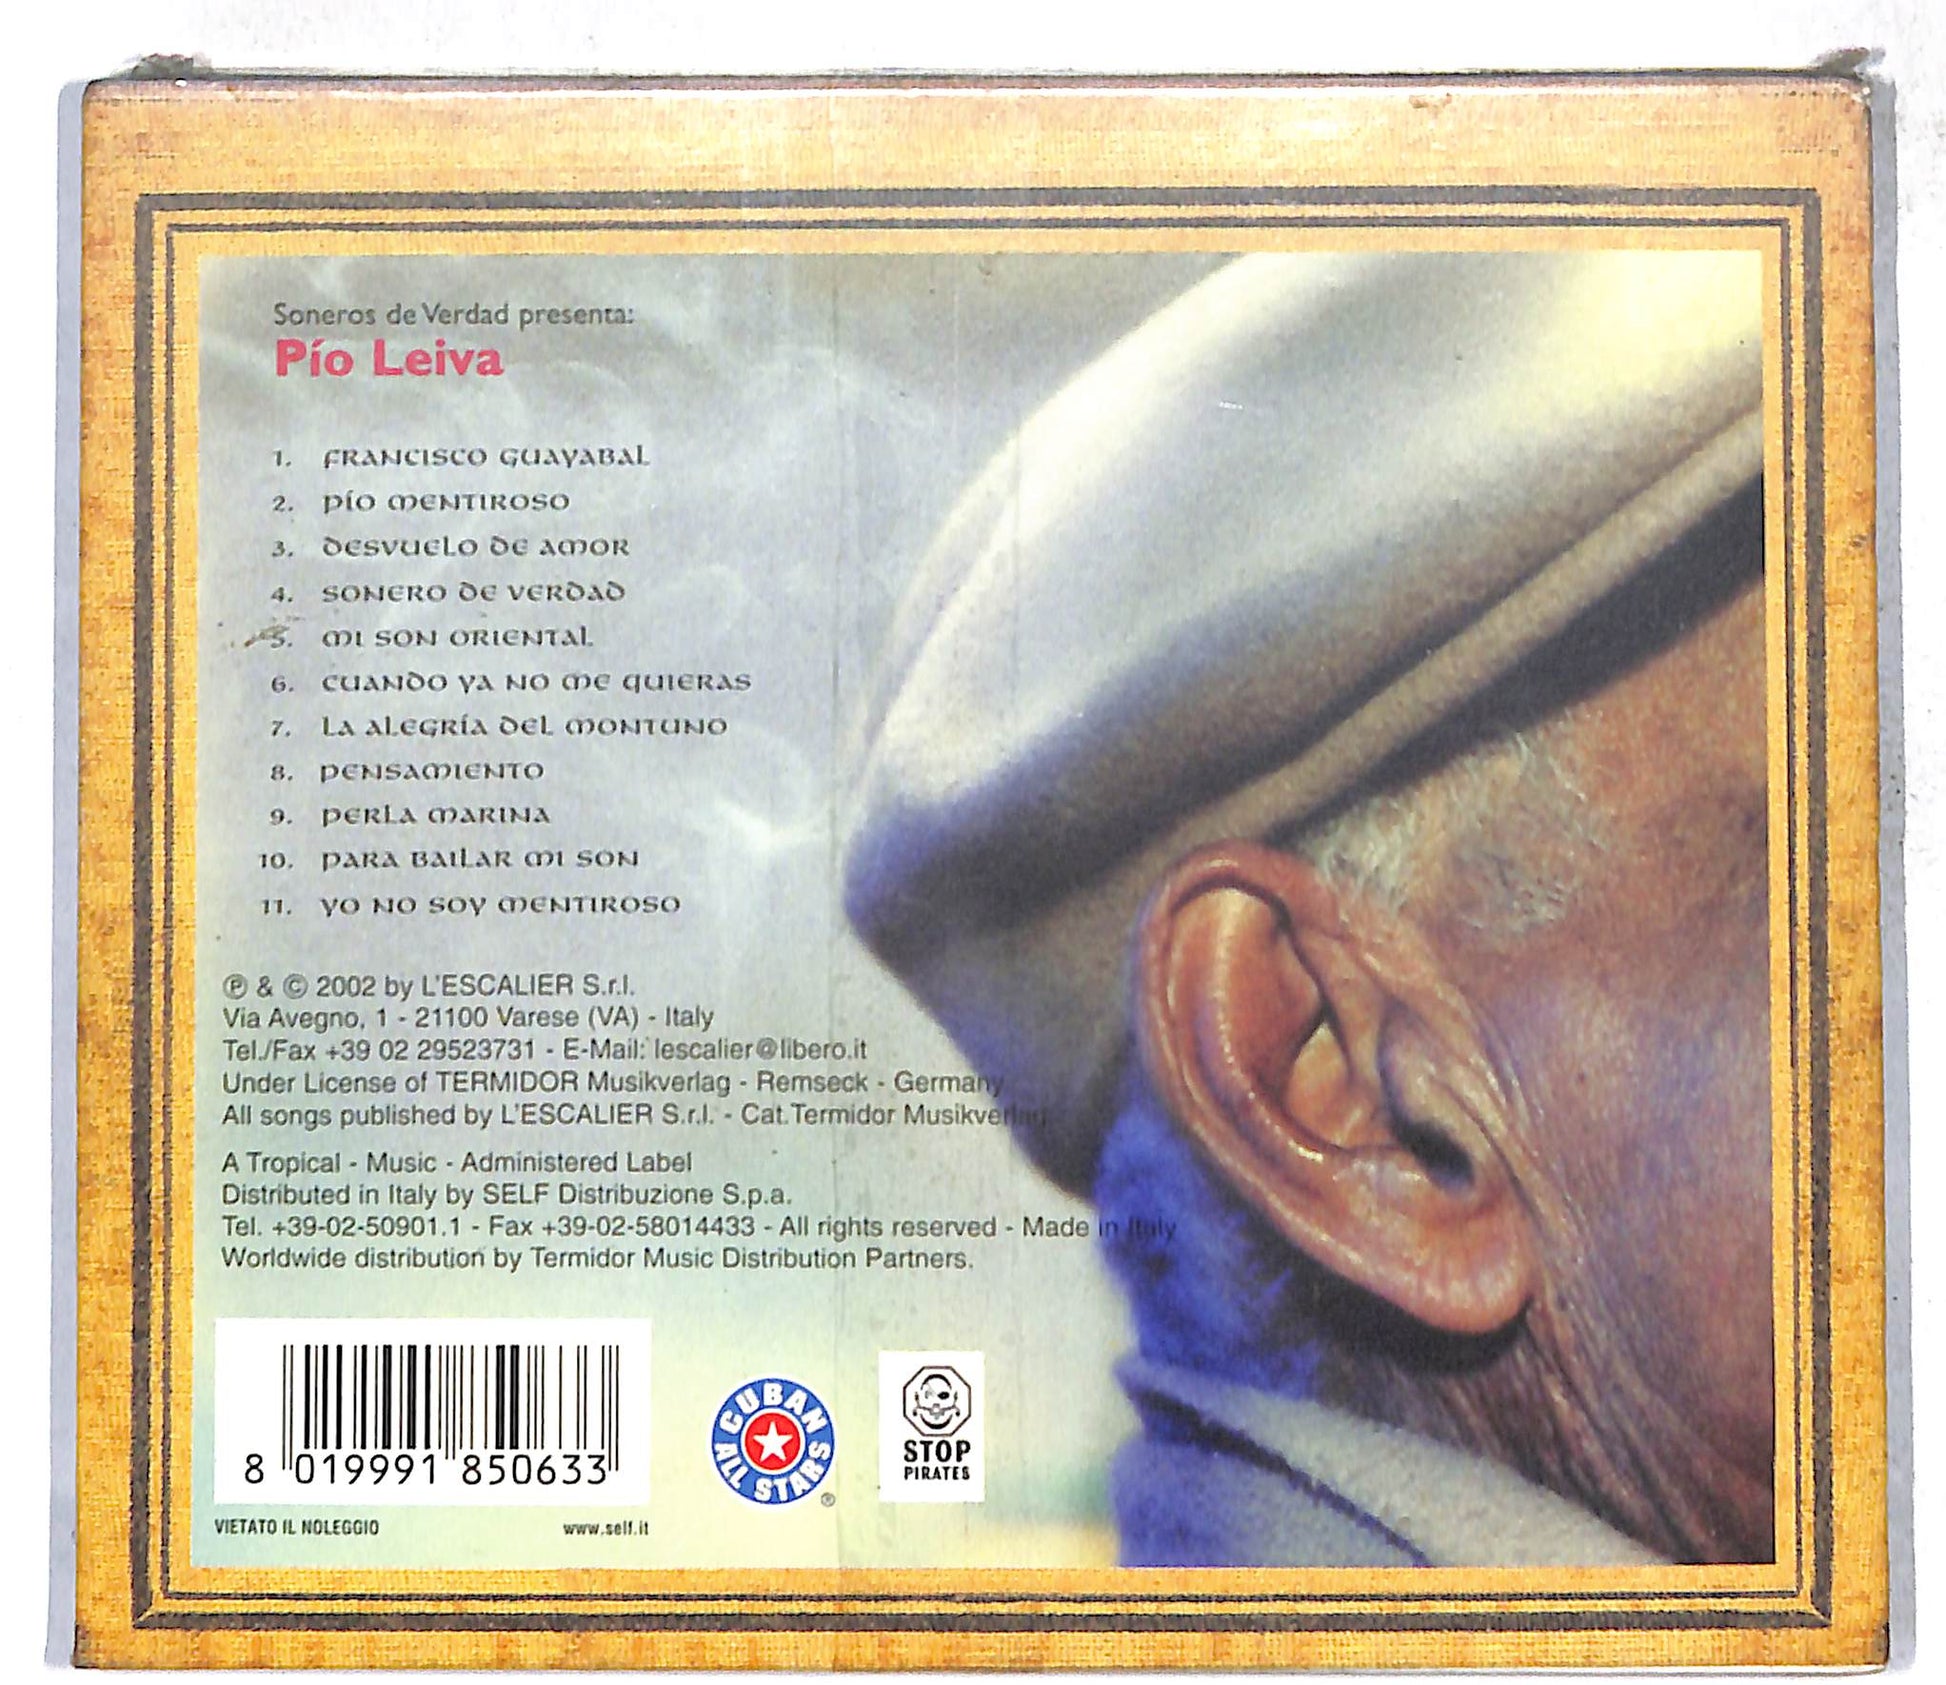 Soneros de Verdad presenta:
Pío Leiva
1. FRANCISCO GUAYABAL
2. PÍO MENTIROSO
3. DESVUELO DE AMOR
4. SONERO DE VERDAD
5. MI SON ORIENTAL
6. CUANDO YA NO ME QUIERAS
7. LA ALEGRÍA DEL MONTUNO
8. PENSAMIENTO
9. PERLA MARINA
10. PARA BAILAR MI SON
11. YO NO SOY MENTIROSO
℗ & © 2002 by L'ESCALIER S.r.l.
Via Avegno, 1 - 21100 Varese (VA) - Italy
Tel./Fax +39 02 29523731 - E-Mail: lescalier@libero.it
Under License of TERMIDOR Musikverlag - Remseck - Germany
All songs published by L'ESCALIER S.r.l. - Cat.Termidor Musikverlag
A Tropical - Music - Administered Label
Distributed in Italy by SELF Distribuzione S.p.a.
Tel. +39-02-50901.1 - Fax +39-02-58014433 - All rights reserved - Made in Italy
Worldwide distribution by Termidor Music Distribution Partners.
8 019991 850633
CUBAN ALL STARS ®
STOP
PIRATES
VIETATO IL NOLEGGIO www.self.it